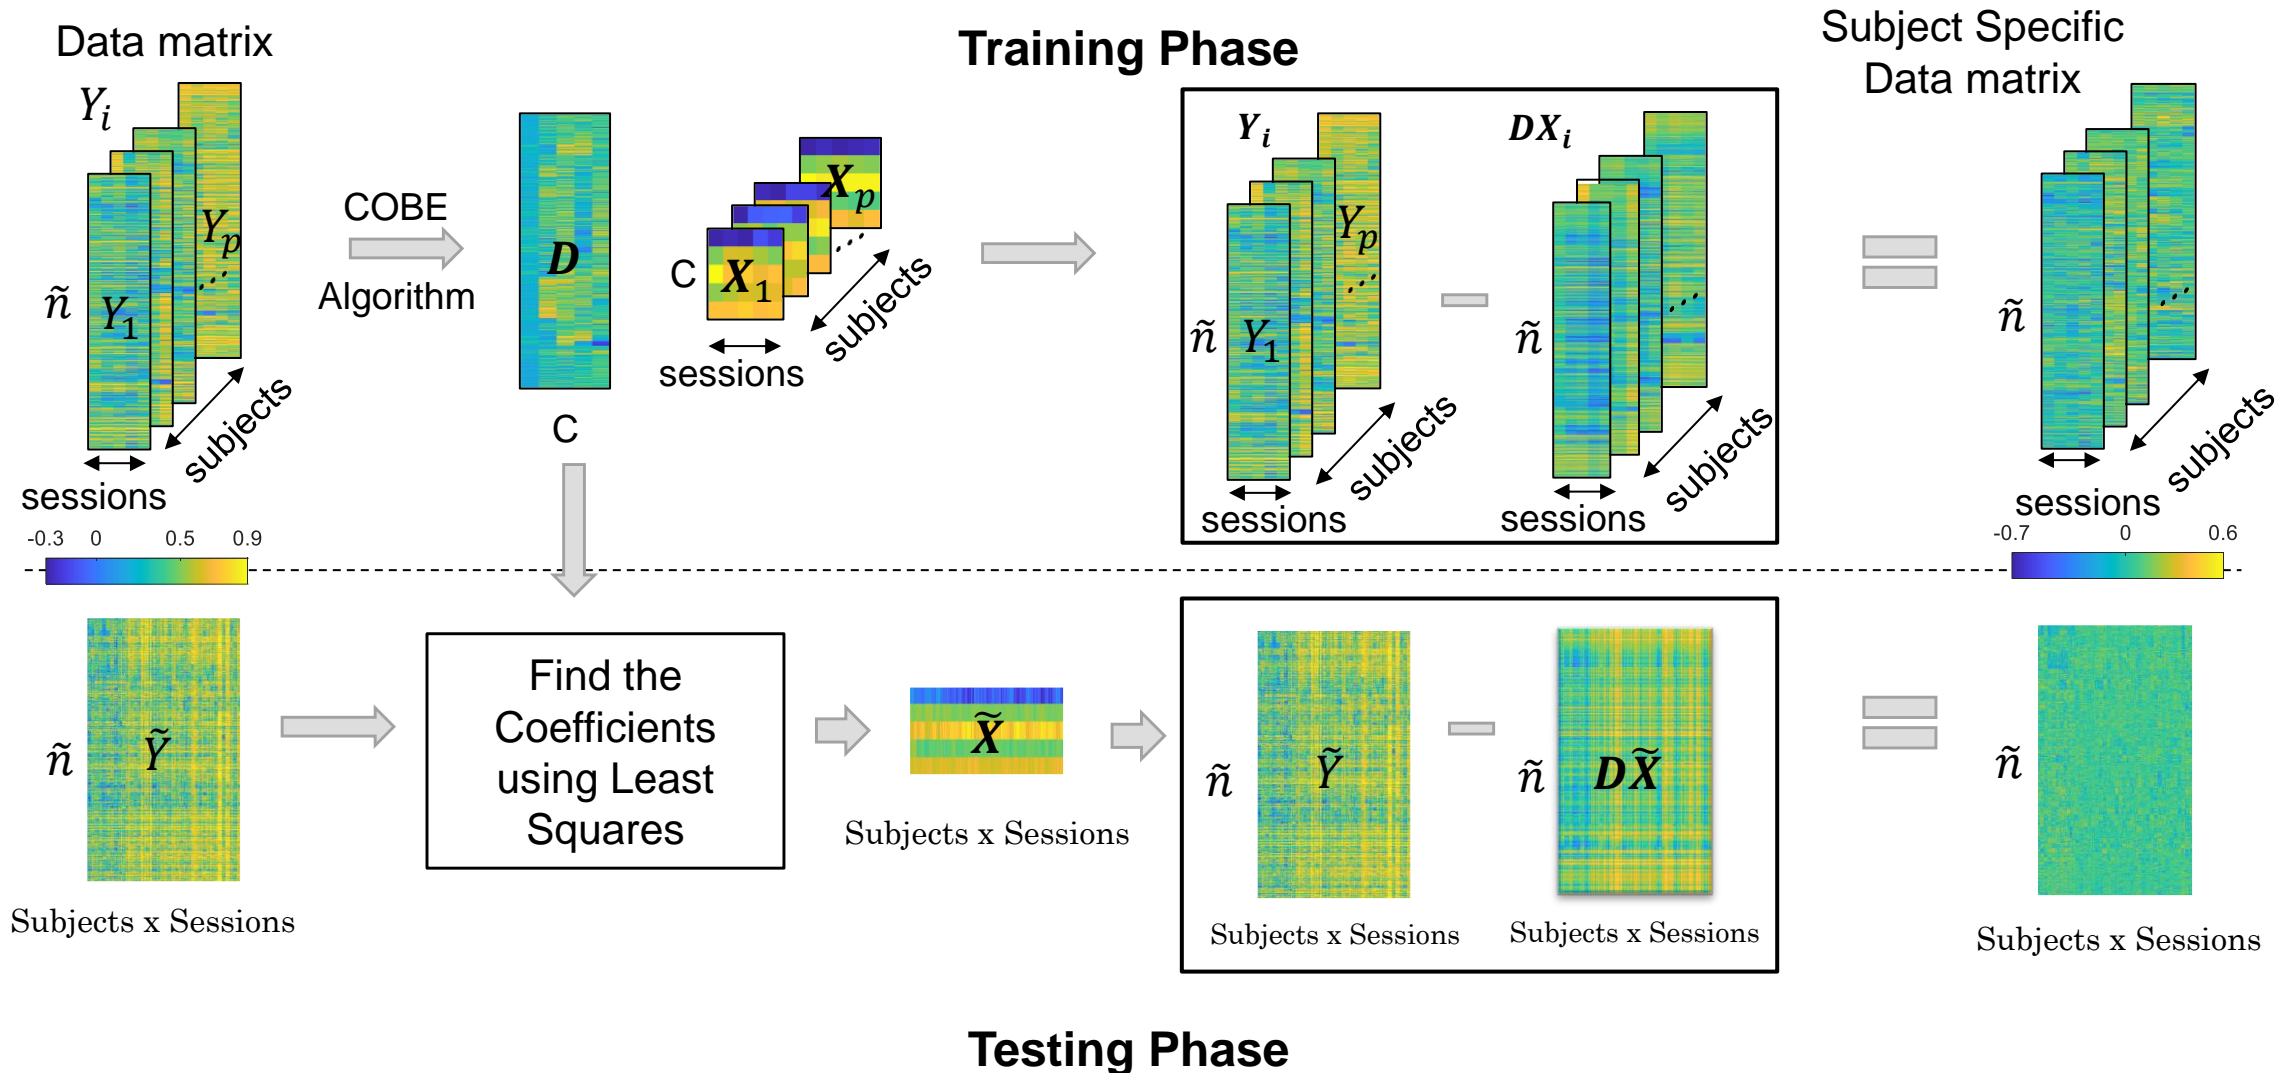 Training Phase
Data matrix
Y_i
Y_p
ñ
Y_1
subjects
sessions
-0.3 0 0.5 0.9
COBE
Algorithm
D
C
X_p
C
X_1
subjects
sessions
Y_i
Y_p
ñ
Y_1
subjects
sessions
DX_i
ñ
subjects
sessions
Subject Specific
Data matrix
ñ
subjects
sessions
-0.7 0 0.6
ñ
Ỹ
Subjects x Sessions
Find the
Coefficients
using Least
Squares
X̃
Subjects x Sessions
ñ
Ỹ
Subjects x Sessions
ñ
DX̃
Subjects x Sessions
ñ
Subjects x Sessions
Testing Phase